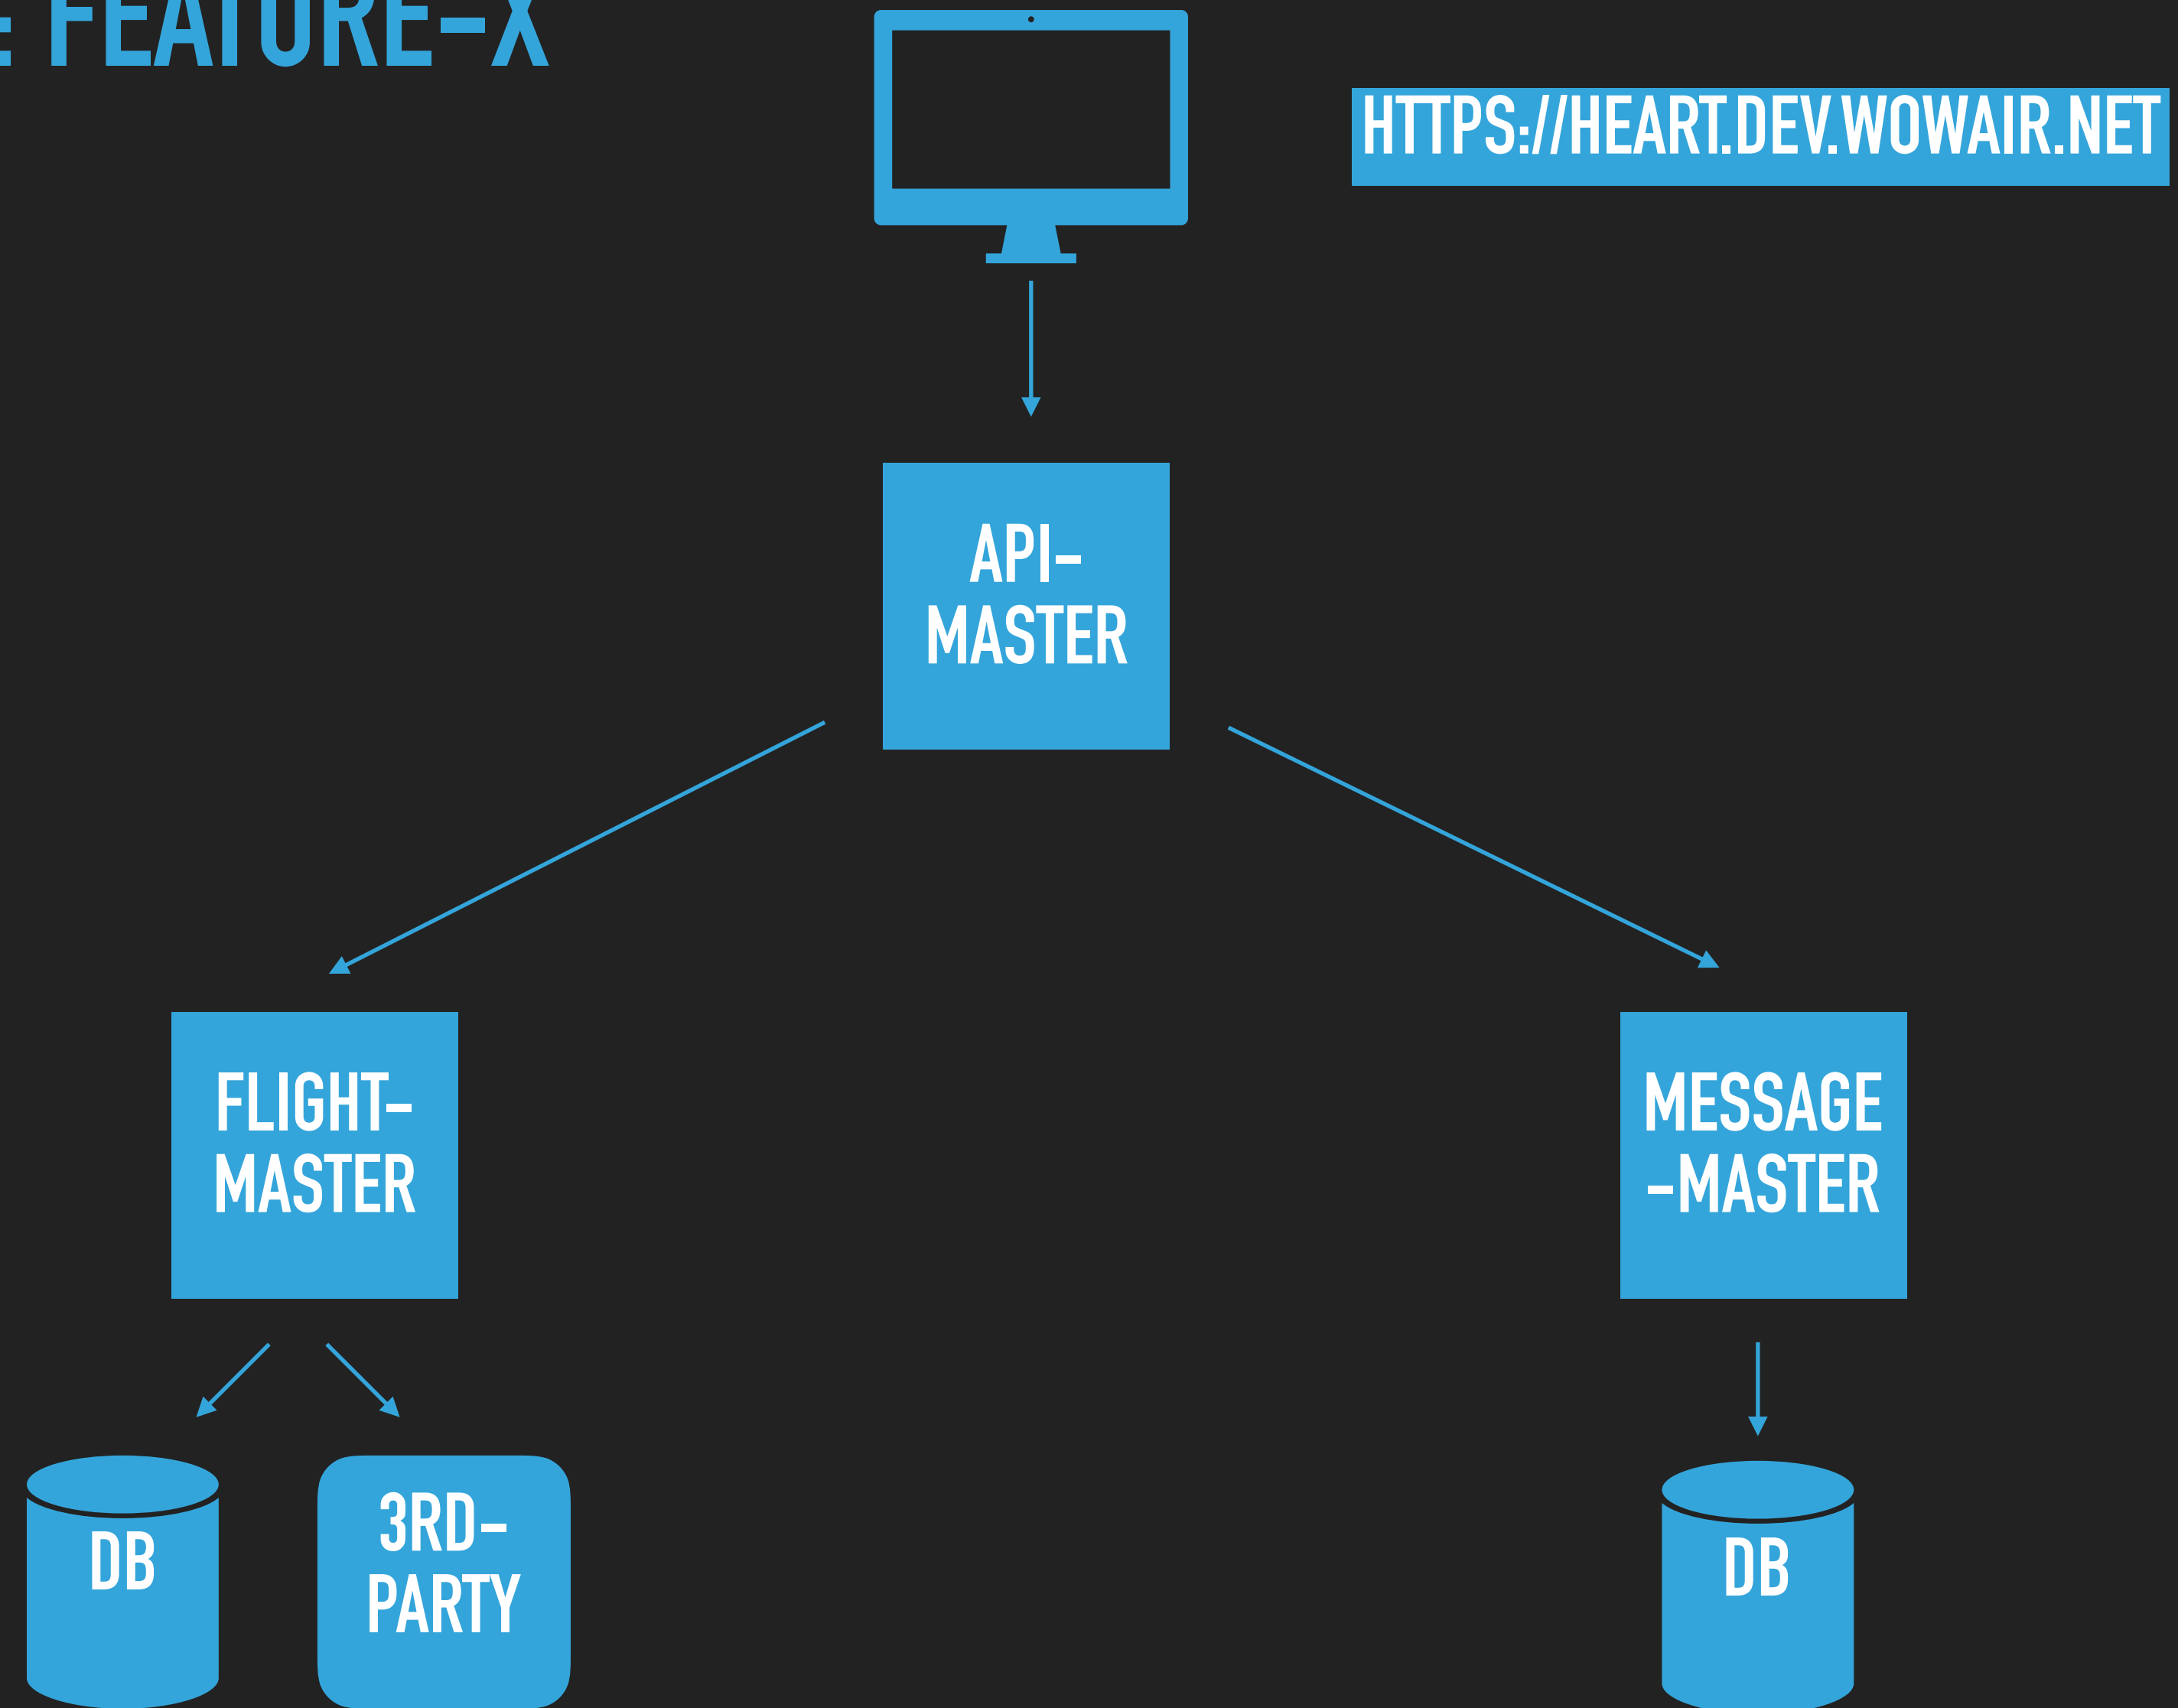 : FEATURE-X
HTTPS://HEART.DEV.WOWAIR.NET
API-
MASTER
FLIGHT-
MASTER
MESSAGE
-MASTER
DB
3RD-
PARTY
DB